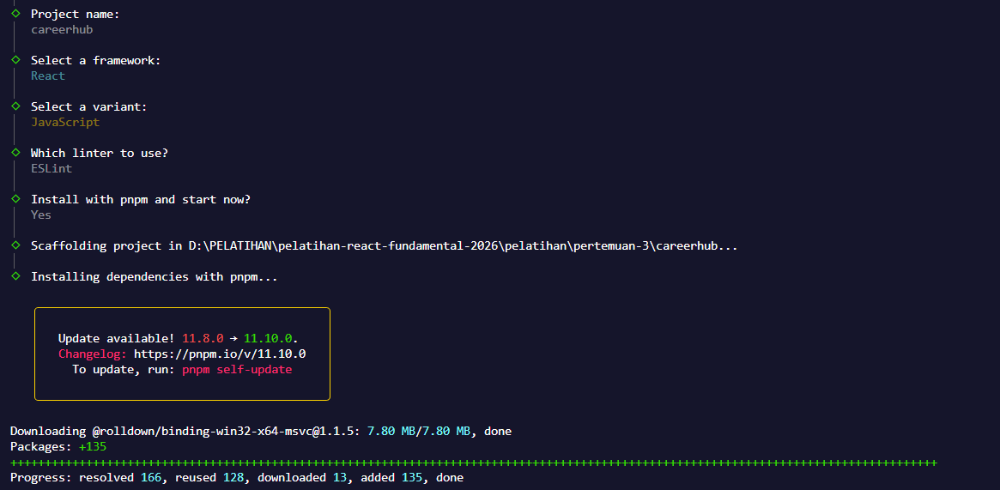 Project name:
careerhub
Select a framework:
React
Select a variant:
JavaScript
Which linter to use?
ESLint
Install with pnpm and start now?
Yes
Scaffolding project in D:\PELATIHAN\pelatihan-react-fundamental-2026\pelatihan\pertemuan-3\careerhub...
Installing dependencies with pnpm...
Update available! 11.8.0 → 11.10.0.
Changelog: https://pnpm.io/v/11.10.0
To update, run: pnpm self-update
Downloading @rolldown/binding-win32-x64-msvc@1.1.5: 7.80 MB/7.80 MB, done
Packages: +135
+++++++++++++++++++++++++++++++++++++++++++++++++++++++++++++++++++++++++++++++++++++++++++++++++++++++++++++++++++++++++++++++++++++++
Progress: resolved 166, reused 128, downloaded 13, added 135, done